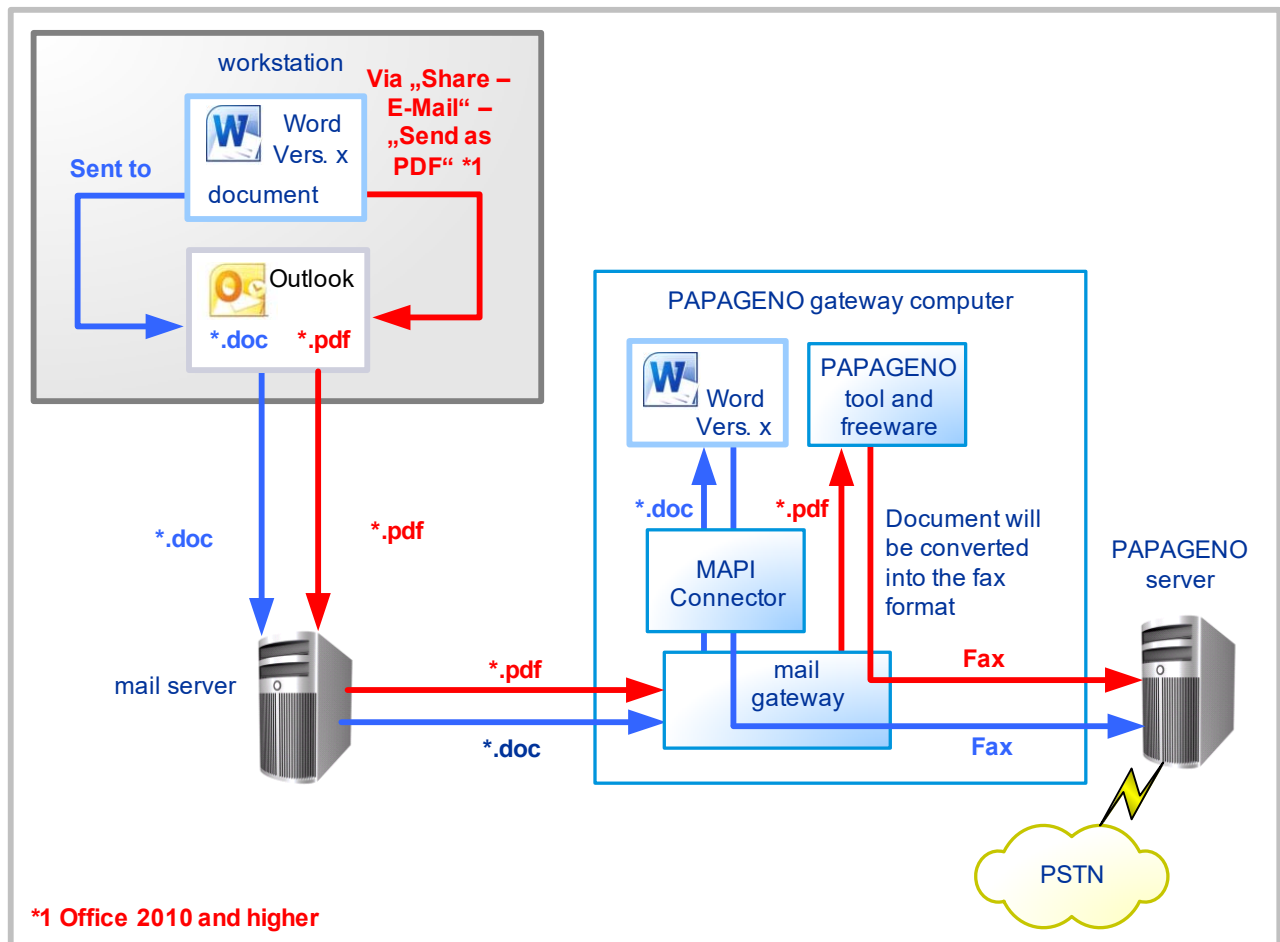 workstation
Via „Share –
E-Mail“ –
„Send as
PDF“ *1
Word
Vers. x
document
Sent to
Outlook
*.doc
*.pdf
*.doc
*.pdf
mail server
*.pdf
*.doc
PAPAGENO gateway computer
Word
Vers. x
PAPAGENO
tool and
freeware
*.doc
*.pdf
MAPI
Connector
Document will
be converted
into the fax
format
mail
gateway
Fax
Fax
PAPAGENO
server
PSTN
*1 Office 2010 and higher